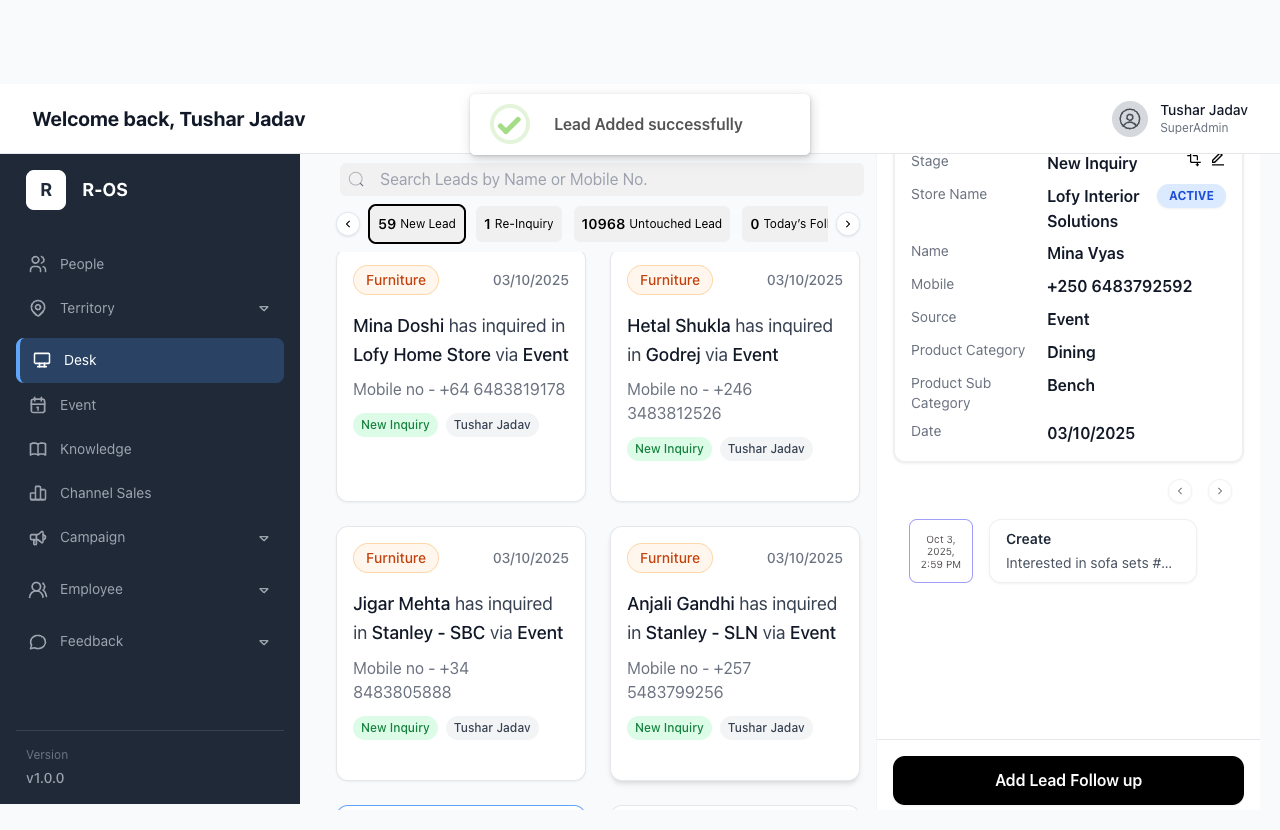 Welcome back, Tushar Jadav
Lead Added successfully
Tushar Jadav
SuperAdmin
R
R-OS
People
Territory
Desk
Event
Knowledge
Channel Sales
Campaign
Employee
Feedback
Version
v1.0.0
Search Leads by Name or Mobile No.
59 New Lead
1 Re-Inquiry
10968 Untouched Lead
0 Today's Foll
Furniture
03/10/2025
Mina Doshi has inquired in
Lofy Home Store via Event
Mobile no - +64 6483819178
New Inquiry
Tushar Jadav
Furniture
03/10/2025
Hetal Shukla has inquired
in Godrej via Event
Mobile no - +246
3483812526
New Inquiry
Tushar Jadav
Furniture
03/10/2025
Jigar Mehta has inquired
in Stanley - SBC via Event
Mobile no - +34
8483805888
New Inquiry
Tushar Jadav
Furniture
03/10/2025
Anjali Gandhi has inquired
in Stanley - SLN via Event
Mobile no - +257
5483799256
New Inquiry
Tushar Jadav
Stage
New Inquiry
Store Name
Lofy Interior
Solutions
ACTIVE
Name
Mina Vyas
Mobile
+250 6483792592
Source
Event
Product Category
Dining
Product Sub
Category
Bench
Date
03/10/2025
Oct 3,
2025,
2:59 PM
Create
Interested in sofa sets #...
Add Lead Follow up